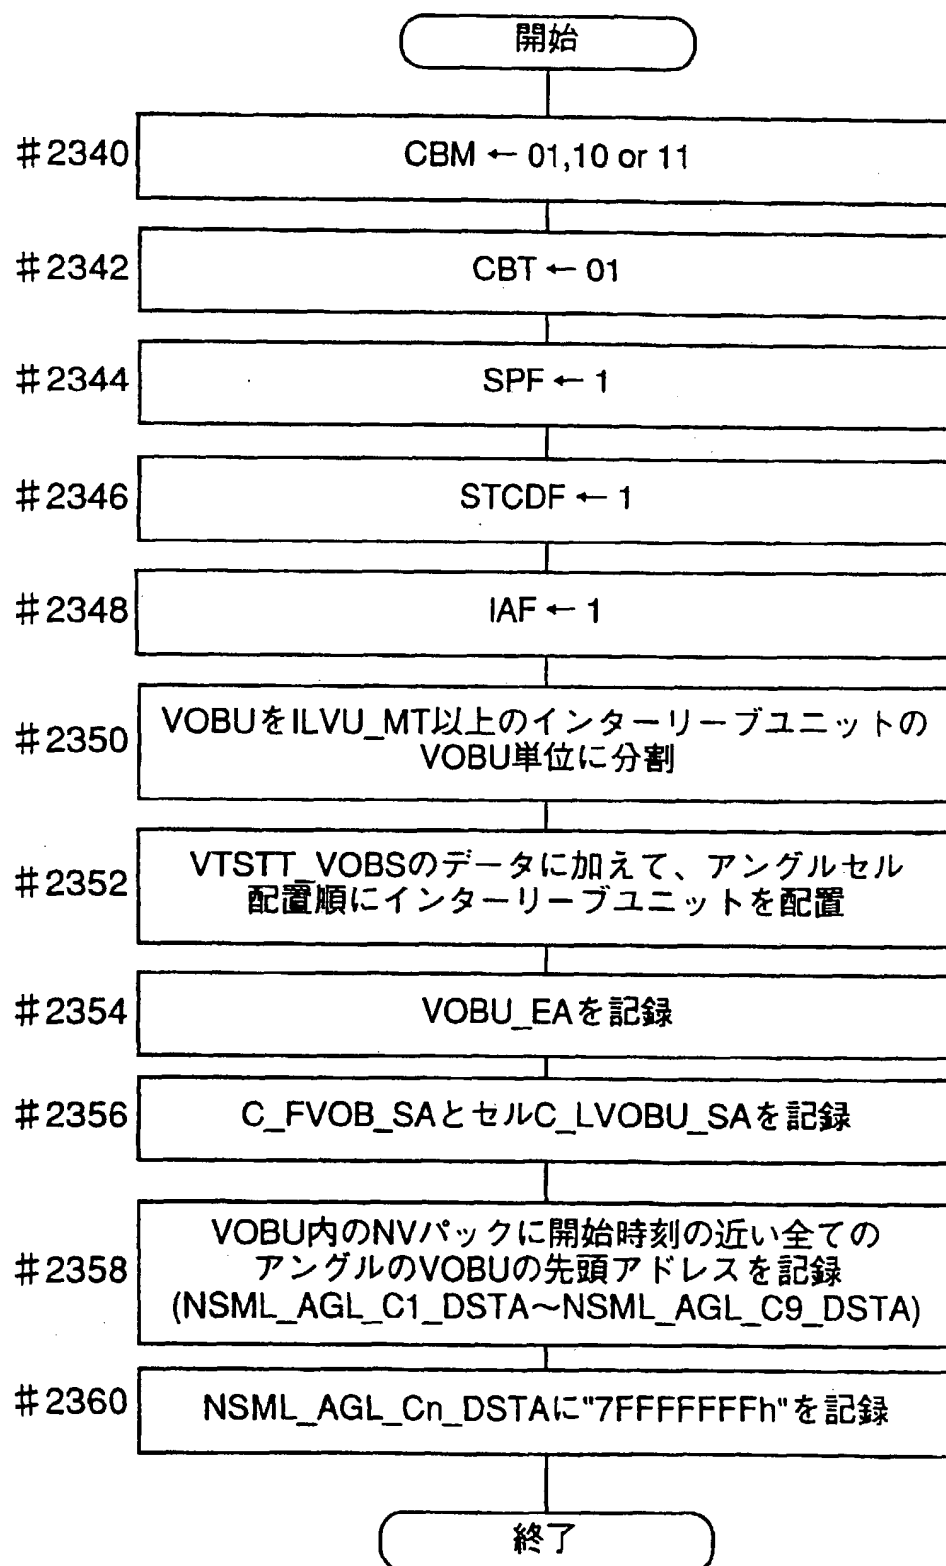 開始
#2340
CBM ← 01,10 or 11
#2342
CBT ← 01
#2344
SPF ← 1
#2346
STCDF ← 1
#2348
IAF ← 1
#2350
VOBUをILVU_MT以上のインターリーブユニットの
VOBU単位に分割
#2352
VTSTT_VOBSのデータに加えて、アングルセル
配置順にインターリーブユニットを配置
#2354
VOBU_EAを記録
#2356
C_FVOB_SAとセルC_LVOBU_SAを記録
#2358
VOBU内のNVパックに開始時刻の近い全ての
アングルのVOBUの先頭アドレスを記録
(NSML_AGL_C1_DSTA～NSML_AGL_C9_DSTA)
#2360
NSML_AGL_Cn_DSTAに"7FFFFFFFh"を記録
終了